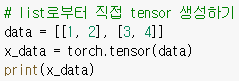 # list로부터 직접 tensor 생성하기
data = [[1, 2], [3, 4]]
x_data = torch.tensor(data)
print(x_data)